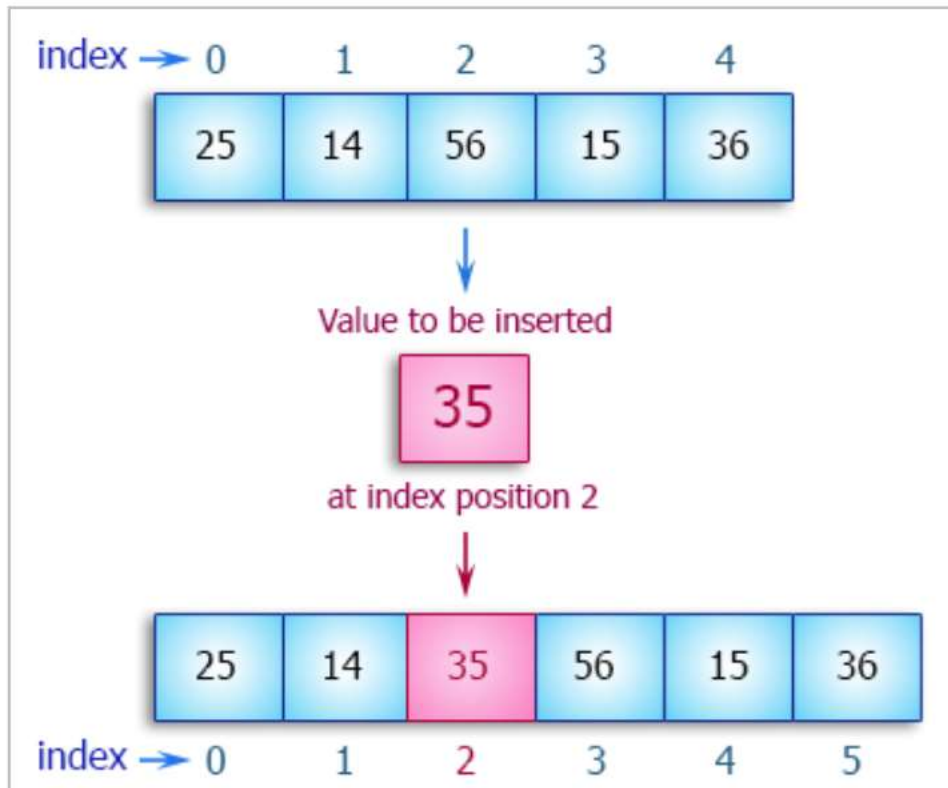 index 0 1 2 3 4
25 14 56 15 36
Value to be inserted
35
at index position 2
25 14 35 56 15 36
index 0 1 2 3 4 5